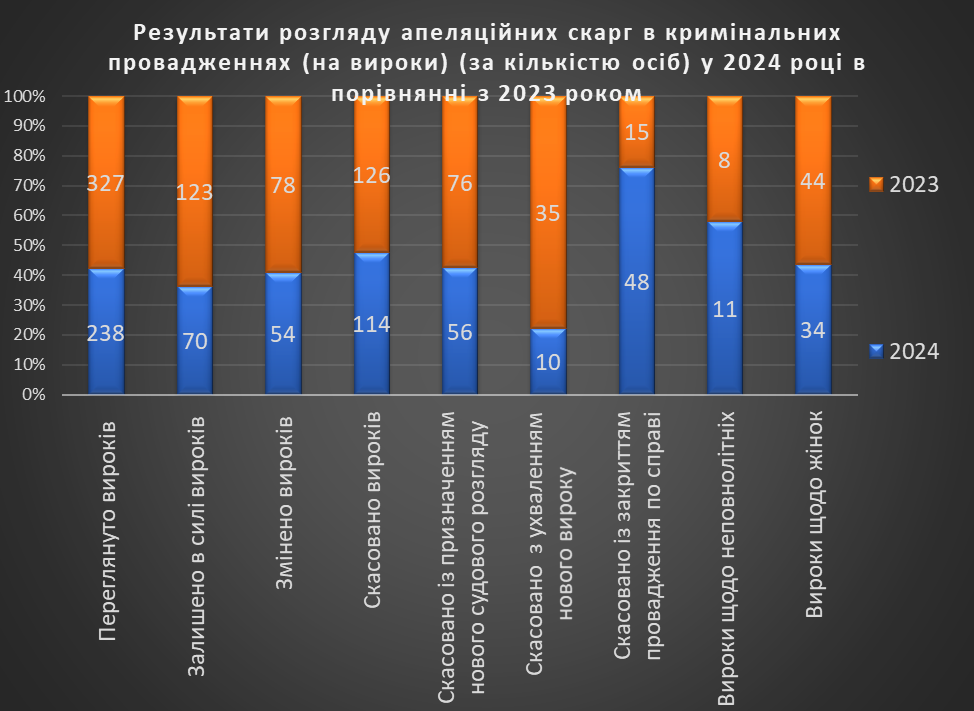 Результати розгляду апеляційних скарг в кримінальних
провадженнях (на вироки) (за кількістю осіб) у 2024 році в
порівнянні з 2023 роком
100%
90%
80%
70%
60%
50%
40%
30%
20%
10%
0%
327
123
78
126
76
35
15
8
44
238
70
54
114
56
10
48
11
34
2023
2024
Переглянуто вироків
Залишено в силі вироків
Змінено вироків
Скасовано вироків
Скасовано із призначенням
нового судового розгляду
Скасовано з ухваленням
нового вироку
Скасовано із закриттям
провадження по справі
Вироки щодо неповнолітніх
Вироки щодо жінок